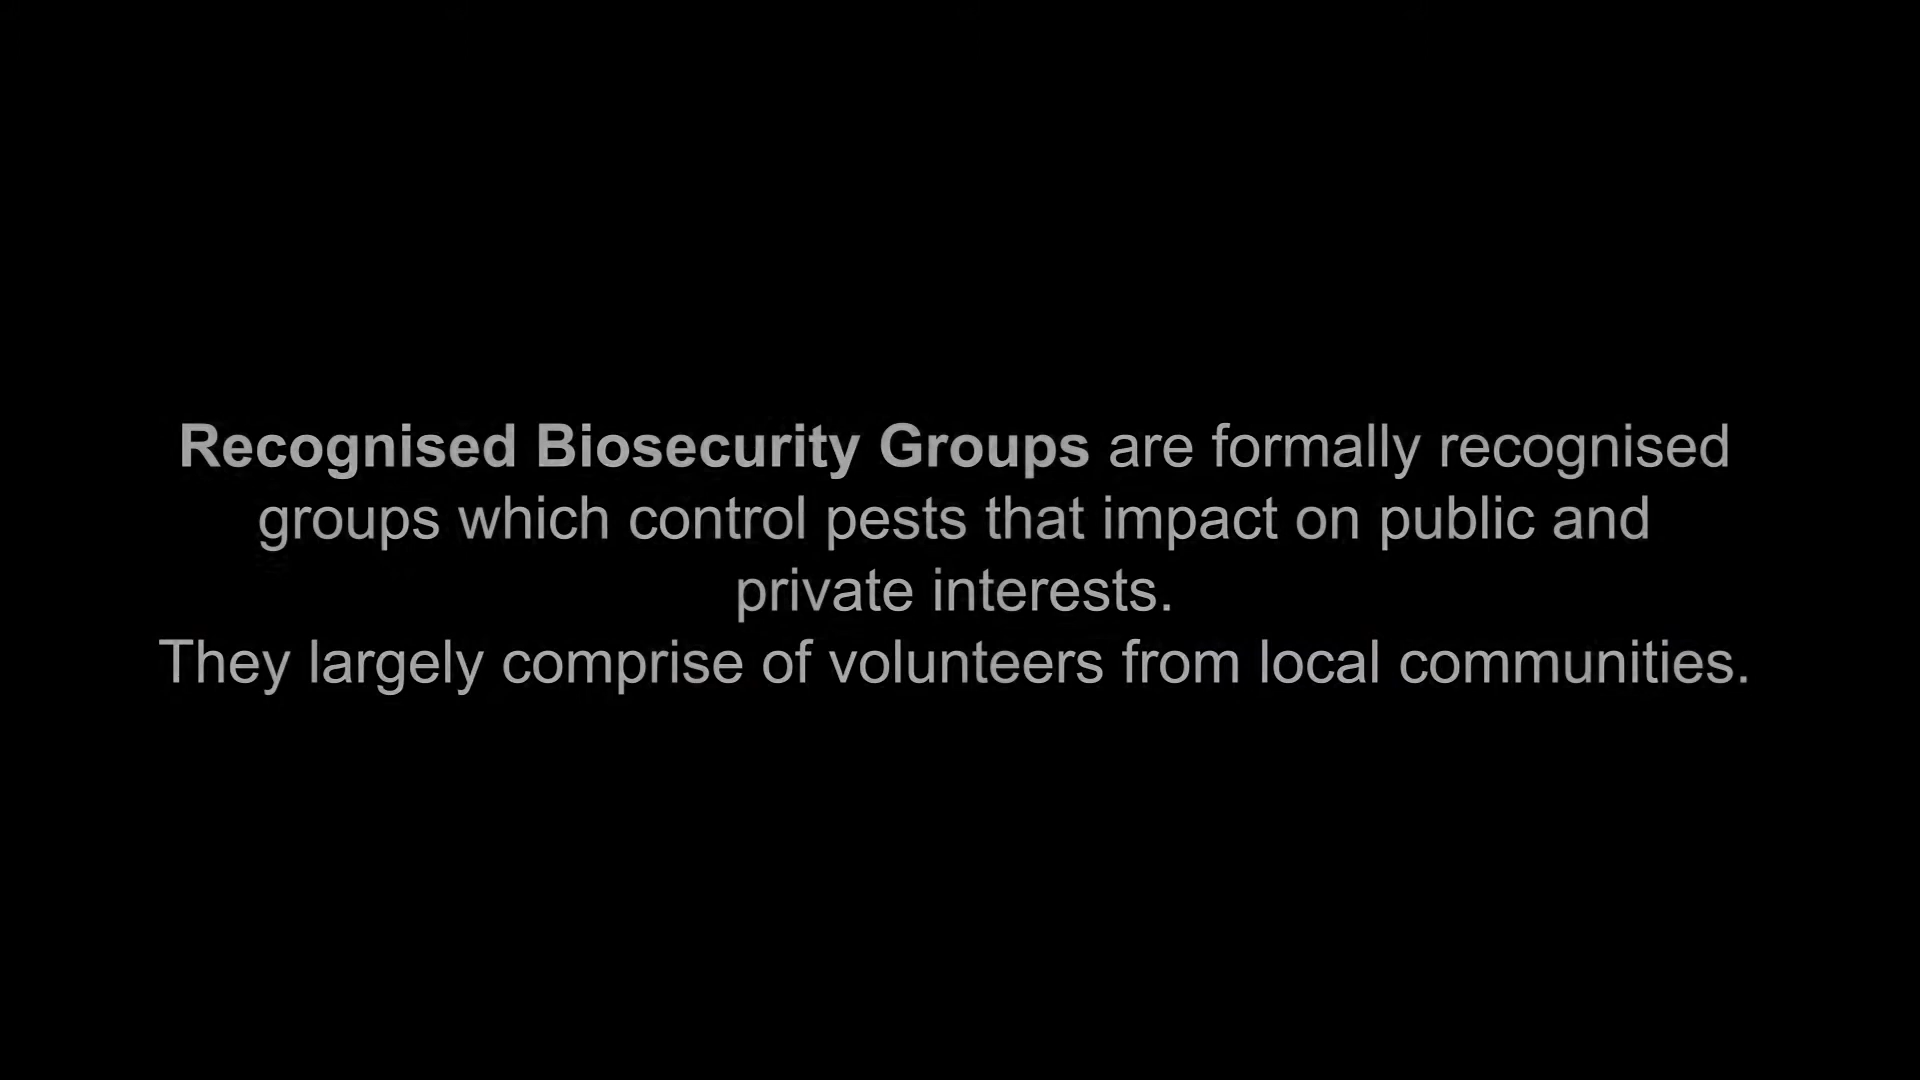 Recognised Biosecurity Groups are formally recognised
groups which control pests that impact on public and
private interests.
They largely comprise of volunteers from local communities.